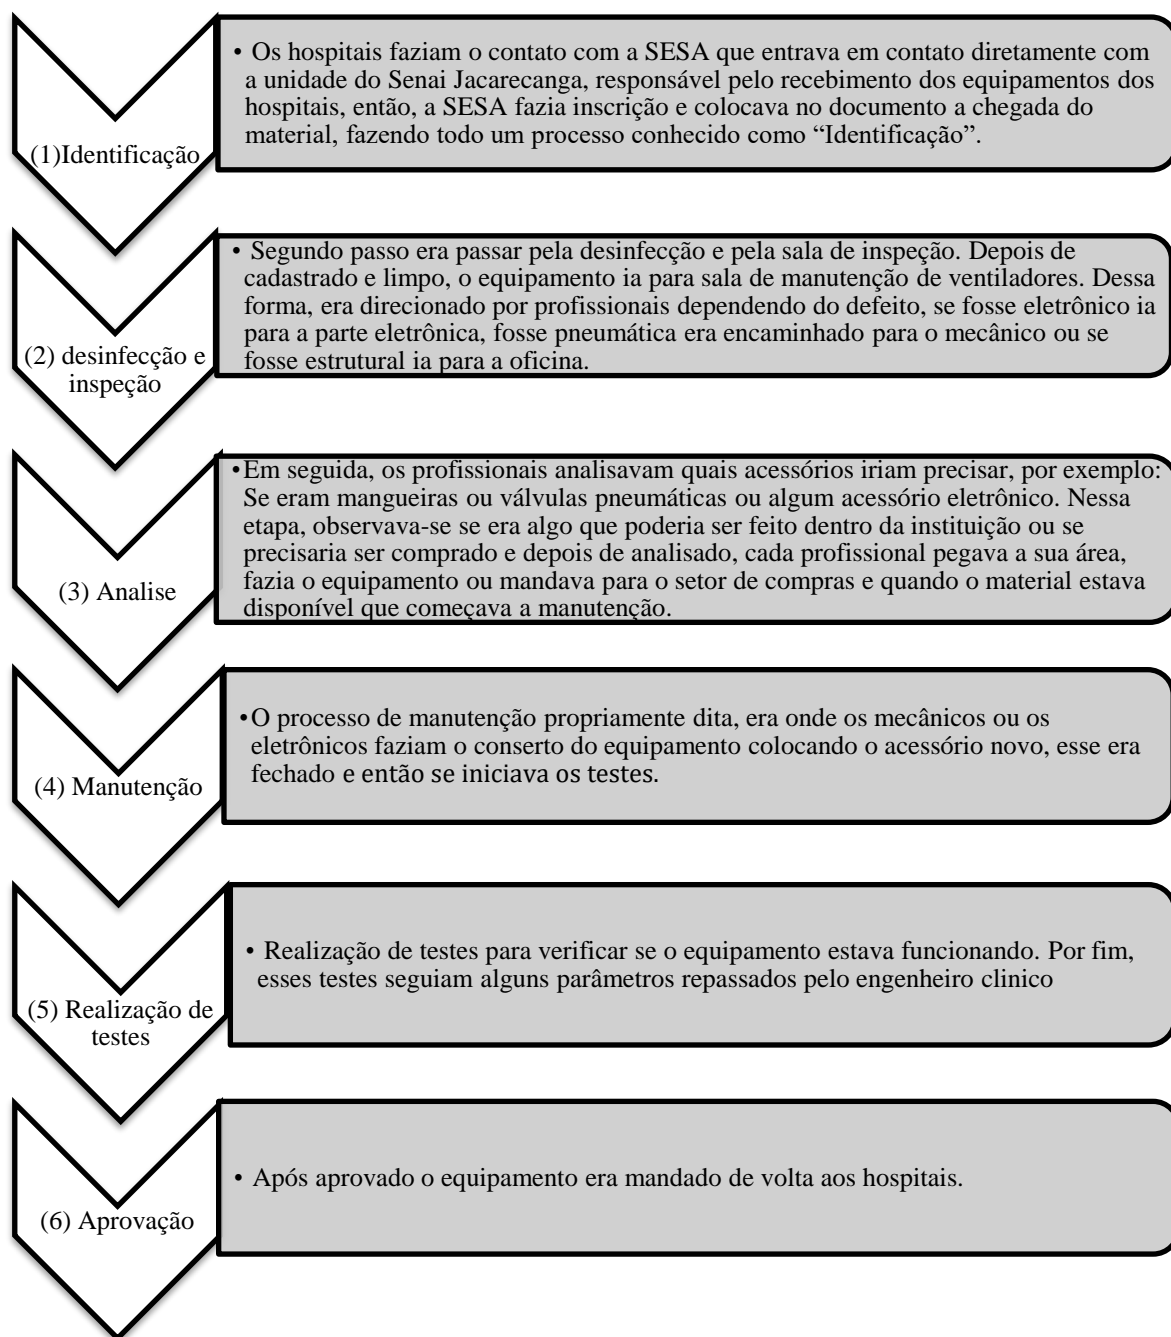 • Os hospitais faziam o contato com a SESA que entrava em contato diretamente com
a unidade do Senai Jacarecanga, responsável pelo recebimento dos equipamentos dos
hospitais, então, a SESA fazia inscrição e colocava no documento a chegada do
material, fazendo todo um processo conhecido como “Identificação”.
(1)Identificação
• Segundo passo era passar pela desinfecção e pela sala de inspeção. Depois de
cadastrado e limpo, o equipamento ia para sala de manutenção de ventiladores. Dessa
forma, era direcionado por profissionais dependendo do defeito, se fosse eletrônico ia
para a parte eletrônica, fosse pneumática era encaminhado para o mecânico ou se
fosse estrutural ia para a oficina.
(2) desinfecção e
inspeção
•Em seguida, os profissionais analisavam quais acessórios iriam precisar, por exemplo:
Se eram mangueiras ou válvulas pneumáticas ou algum acessório eletrônico. Nessa
etapa, observava-se se era algo que poderia ser feito dentro da instituição ou se
precisaria ser comprado e depois de analisado, cada profissional pegava a sua área,
fazia o equipamento ou mandava para o setor de compras e quando o material estava
disponível que começava a manutenção.
(3) Analise
•O processo de manutenção propriamente dita, era onde os mecânicos ou os
eletrônicos faziam o conserto do equipamento colocando o acessório novo, esse era
fechado e então se iniciava os testes.
(4) Manutenção
• Realização de testes para verificar se o equipamento estava funcionando. Por fim,
esses testes seguiam alguns parâmetros repassados pelo engenheiro clinico
(5) Realização de
testes
• Após aprovado o equipamento era mandado de volta aos hospitais.
(6) Aprovação